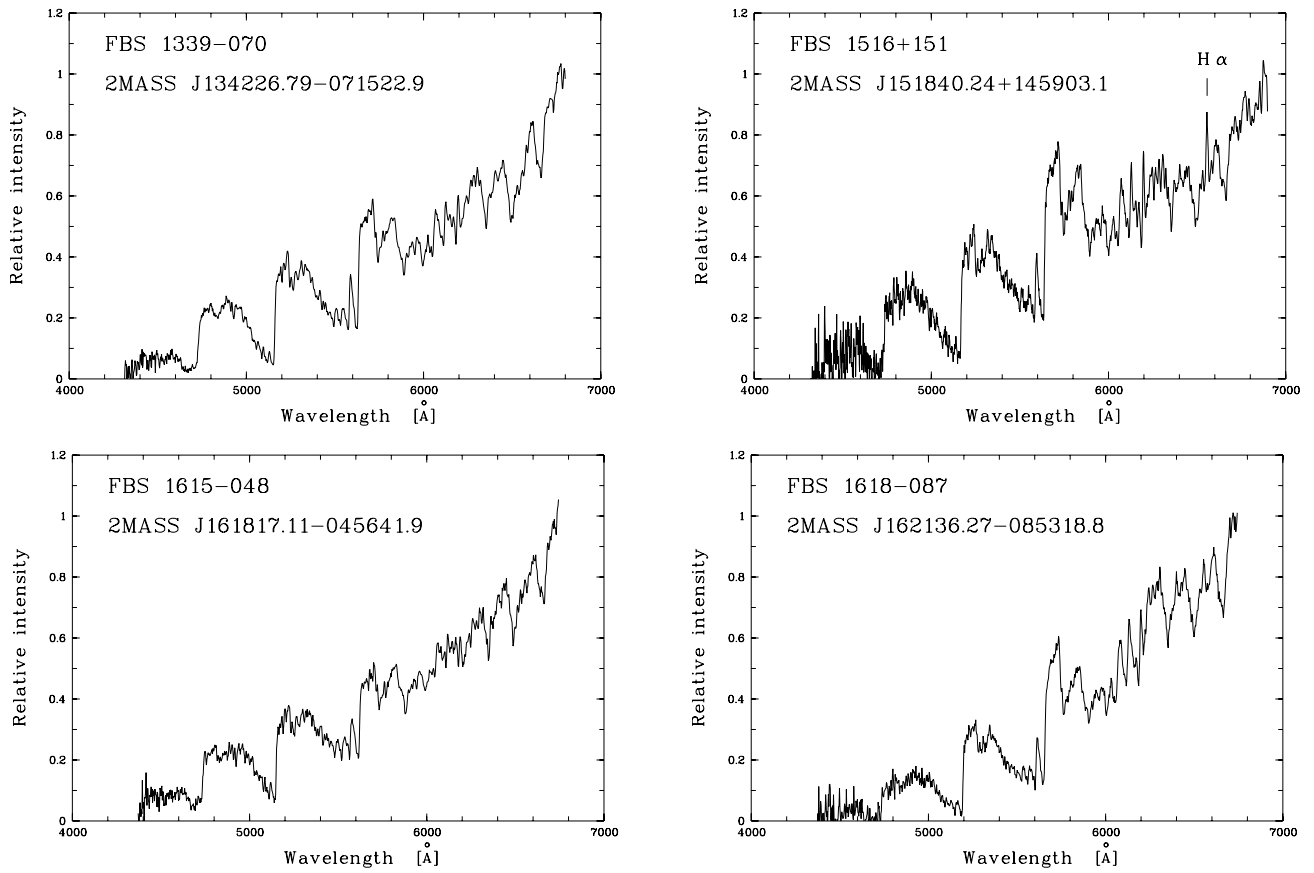 1.2
1
0.8
0.6
0.4
0.2
0
Relative intensity
FBS 1339−070
2MASS J134226.79−071522.9
4000 5000 6000 7000
Wavelength [Å]
1.2
1
0.8
0.6
0.4
0.2
0
Relative intensity
FBS 1516+151
H α
2MASS J151840.24+145903.1
4000 5000 6000 7000
Wavelength [Å]
1.2
1
0.8
0.6
0.4
0.2
0
Relative intensity
FBS 1615−048
2MASS J161817.11−045641.9
4000 5000 6000 7000
Wavelength [Å]
1.2
1
0.8
0.6
0.4
0.2
0
Relative intensity
FBS 1618−087
2MASS J162136.27−085318.8
4000 5000 6000 7000
Wavelength [Å]